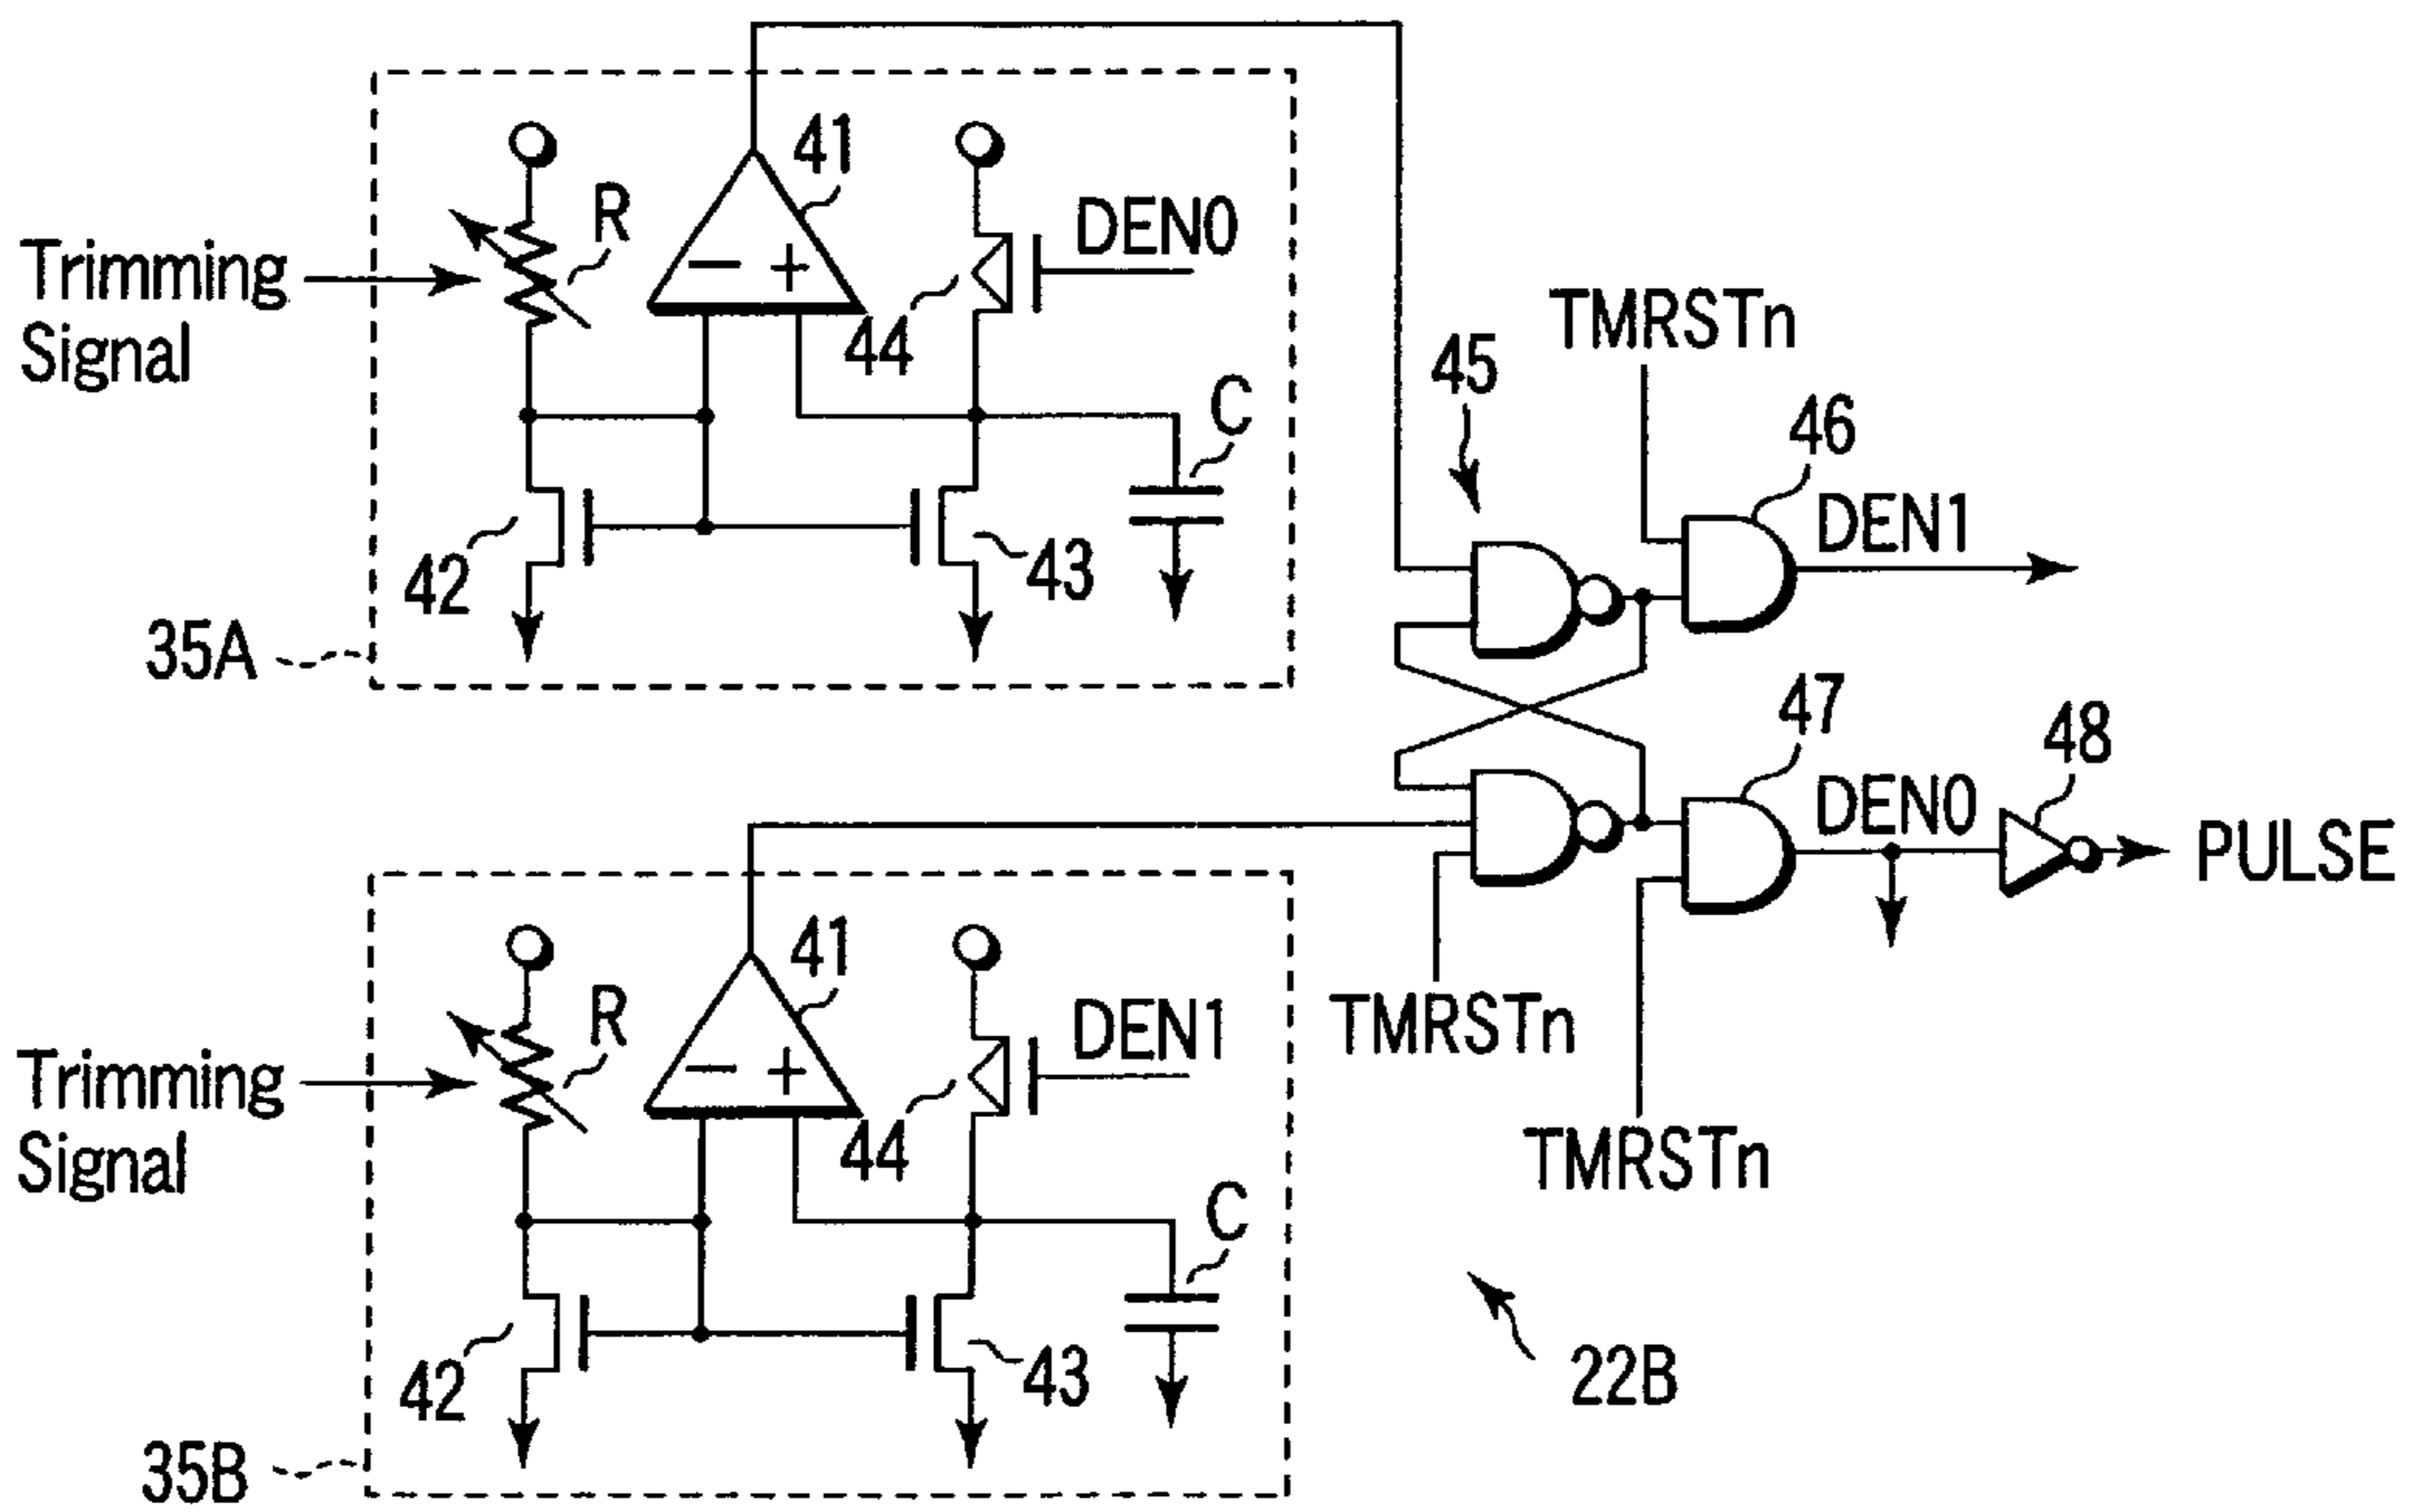 41
R
DEN0
Trimming
Signal
44
TMRSTn
45
C
46
DEN1
42
43
35A
47
48
DEN0
PULSE
41
R
DEN1
TMRSTn
Trimming
Signal
44
TMRSTn
C
42
43
22B
35B
−
+
−
+